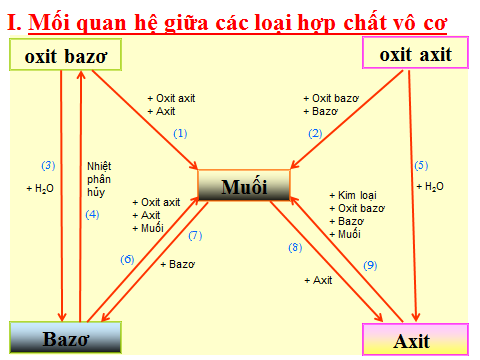 I. Mối quan hệ giữa các loại hợp chất vô cơ
oxit bazơ
oxit axit
+ Oxit axit
+ Axit
(1)
+ Oxit bazơ
+ Bazơ
(2)
(3)
+ H₂O
Nhiệt
phân
hủy
(4)
(5)
+ H₂O
Muối
+ Oxit axit
+ Axit
+ Muối
(6)
(7)
+ Bazơ
(8)
+ Axit
+ Kim loại
+ Oxit bazơ
+ Bazơ
+ Muối
(9)
Bazơ
Axit